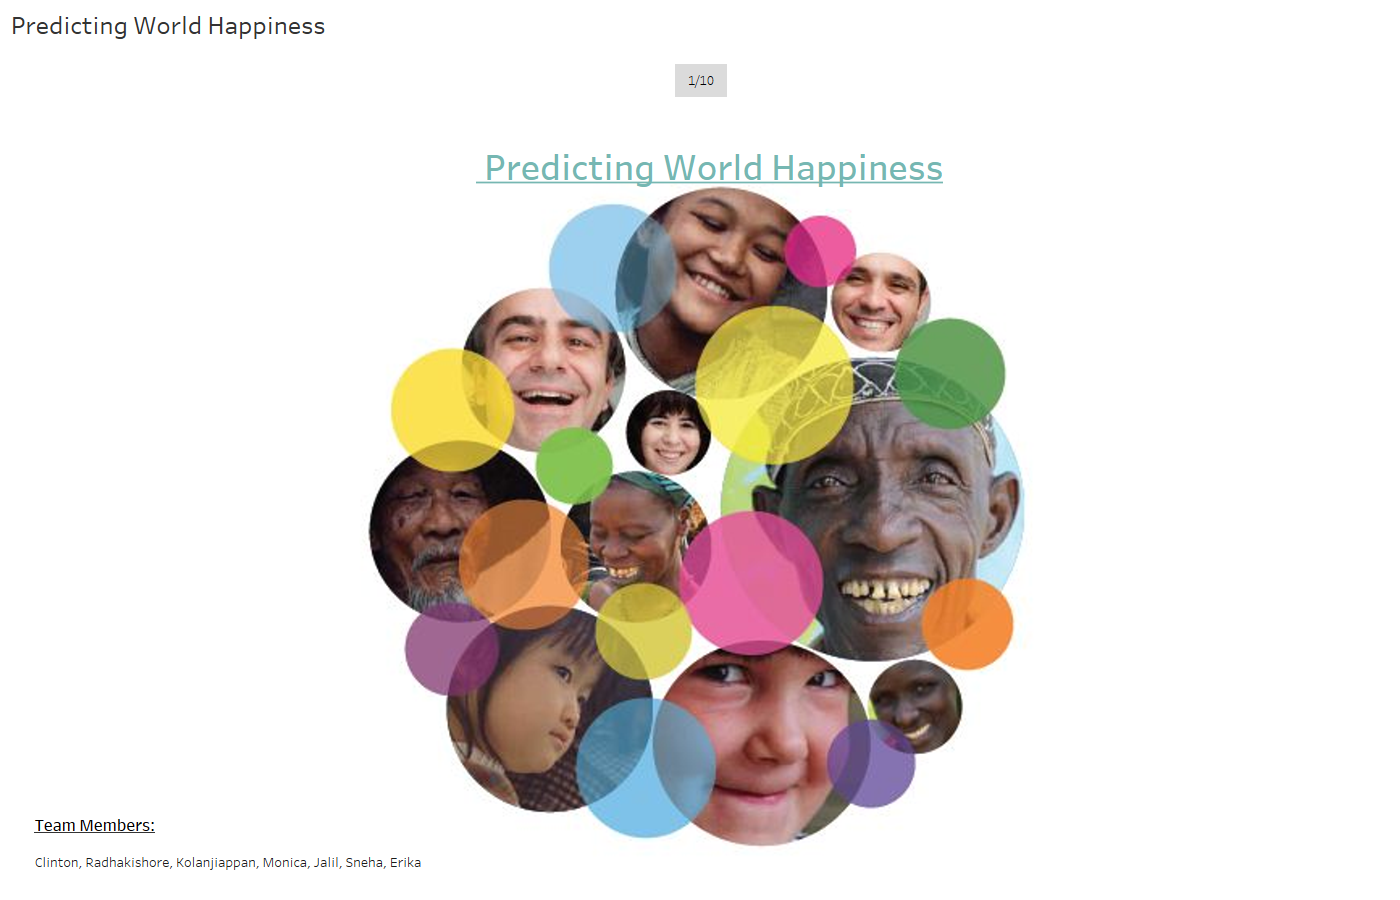 Predicting World Happiness
1/10
Predicting World Happiness
Team Members:
Clinton, Radhakishore, Kolanjiappan, Monica, Jalil, Sneha, Erika